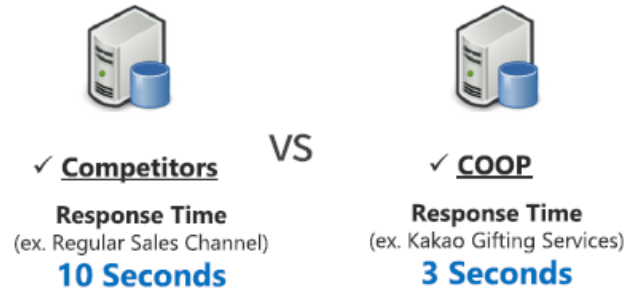 ✓ Competitors
Response Time
(ex. Regular Sales Channel)
10 Seconds
VS
✓ COOP
Response Time
(ex. Kakao Gifting Services)
3 Seconds